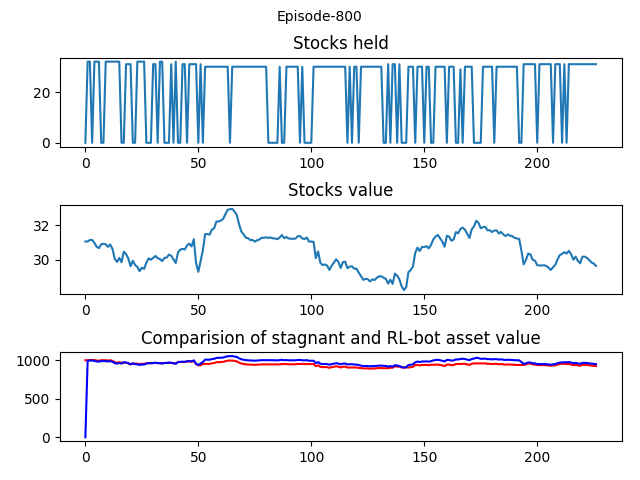 Episode-800
Stocks held
20
0
0 50 100 150 200
Stocks value
32
30
0 50 100 150 200
Comparision of stagnant and RL-bot asset value
1000
500
0
0 50 100 150 200